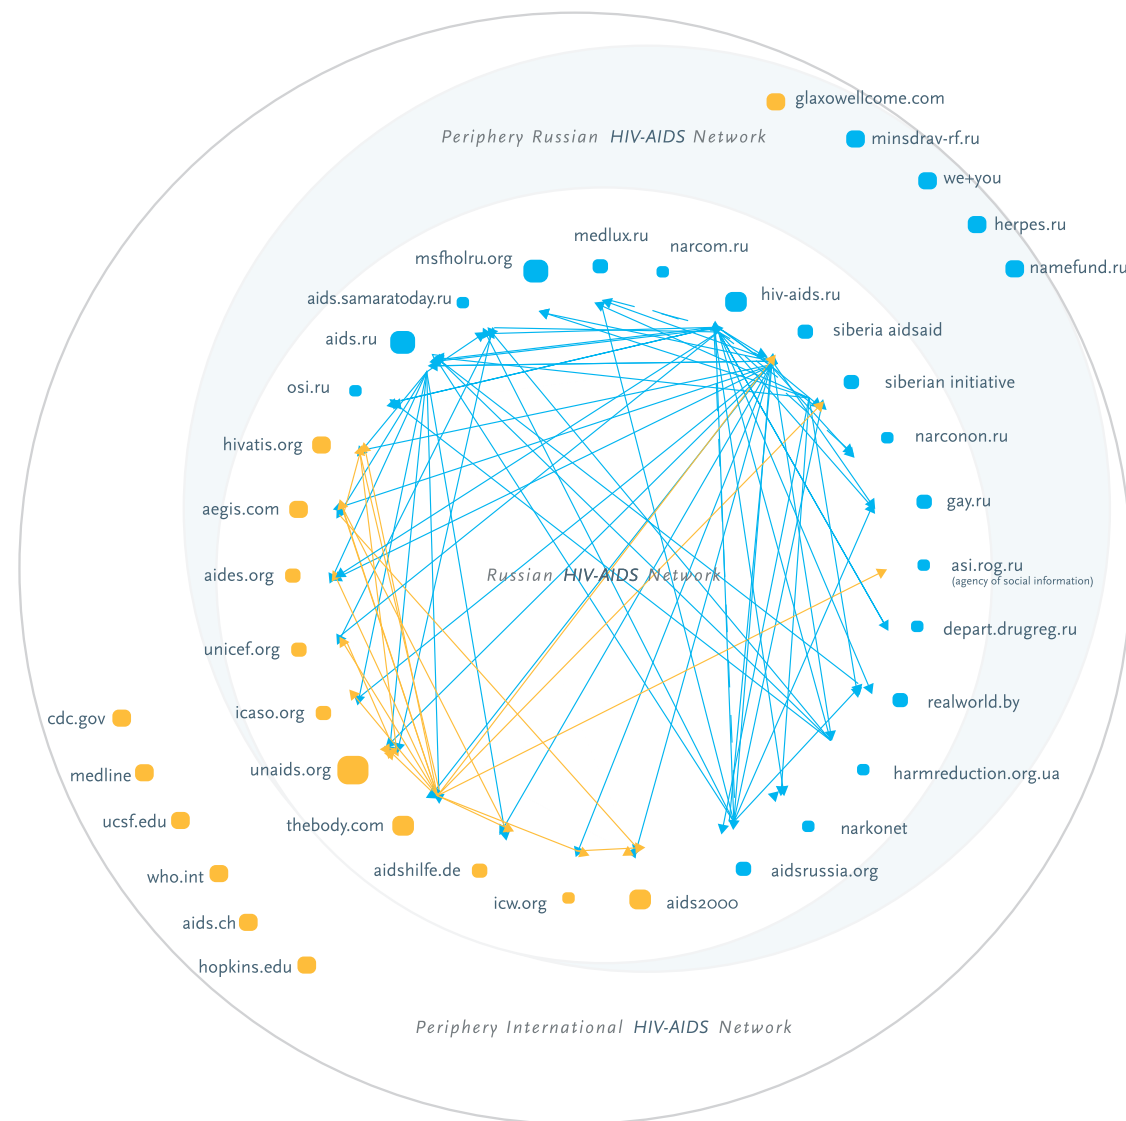 glaxowellcome.com
Periphery Russian HIV-AIDS Network
minsdrav-rf.ru
we+you
herpes.ru
namefund.ru
medlux.ru
narcom.ru
msfholru.org
hiv-aids.ru
aids.samaratoday.ru
siberia aidsaid
aids.ru
siberian initiative
osi.ru
narconon.ru
hivatis.org
gay.ru
aegis.com
asi.rog.ru
(agency of social information)
aides.org
Russian HIV-AIDS Network
depart.drugreg.ru
unicef.org
realworld.by
icaso.org
cdc.gov
unaids.org
harmreduction.org.ua
medline
ucsf.edu
thebody.com
narkonet
aidshilfe.de
aidsrussia.org
who.int
icw.org
aids2000
aids.ch
hopkins.edu
Periphery International HIV-AIDS Network